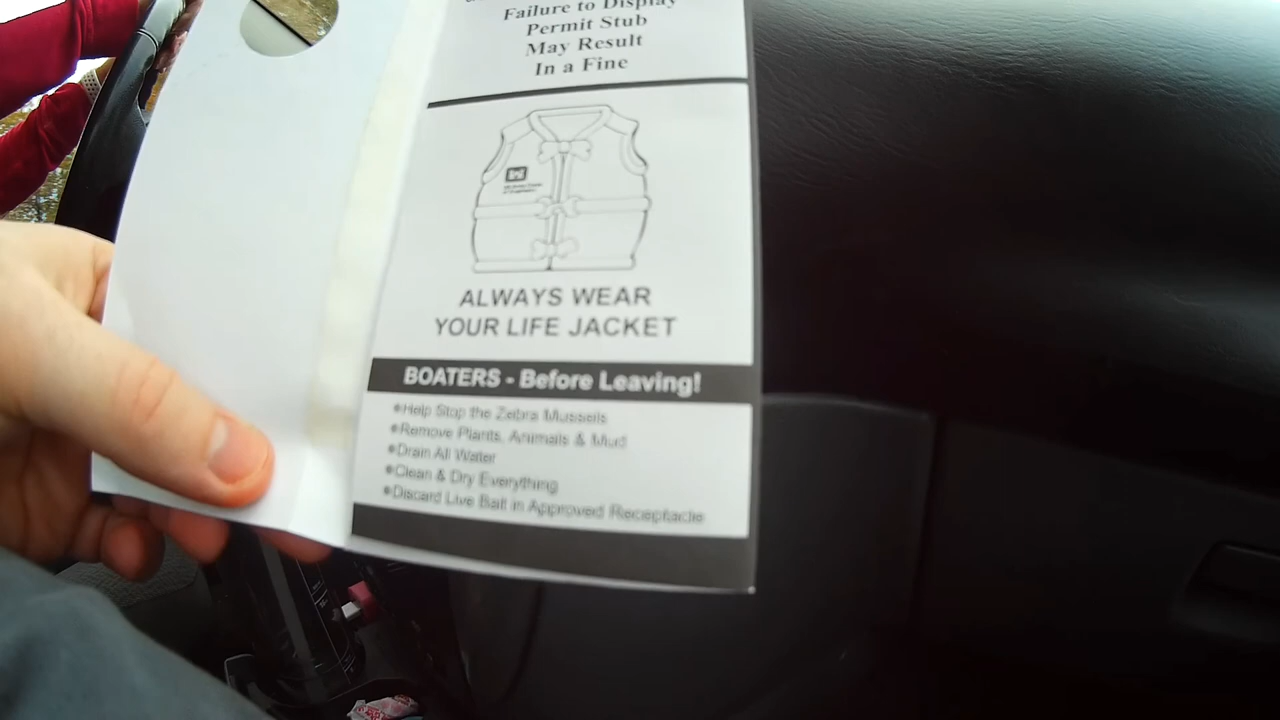 Failure to Display
Permit Stub
May Result
In a Fine
ALWAYS WEAR
YOUR LIFE JACKET
BOATERS - Before Leaving!
*Help Stop the Zebra Mussels
*Remove Plants, Animals & Mud
*Drain All Water
*Clean & Dry Everything
*Discard Live Bait in Approved Receptacle